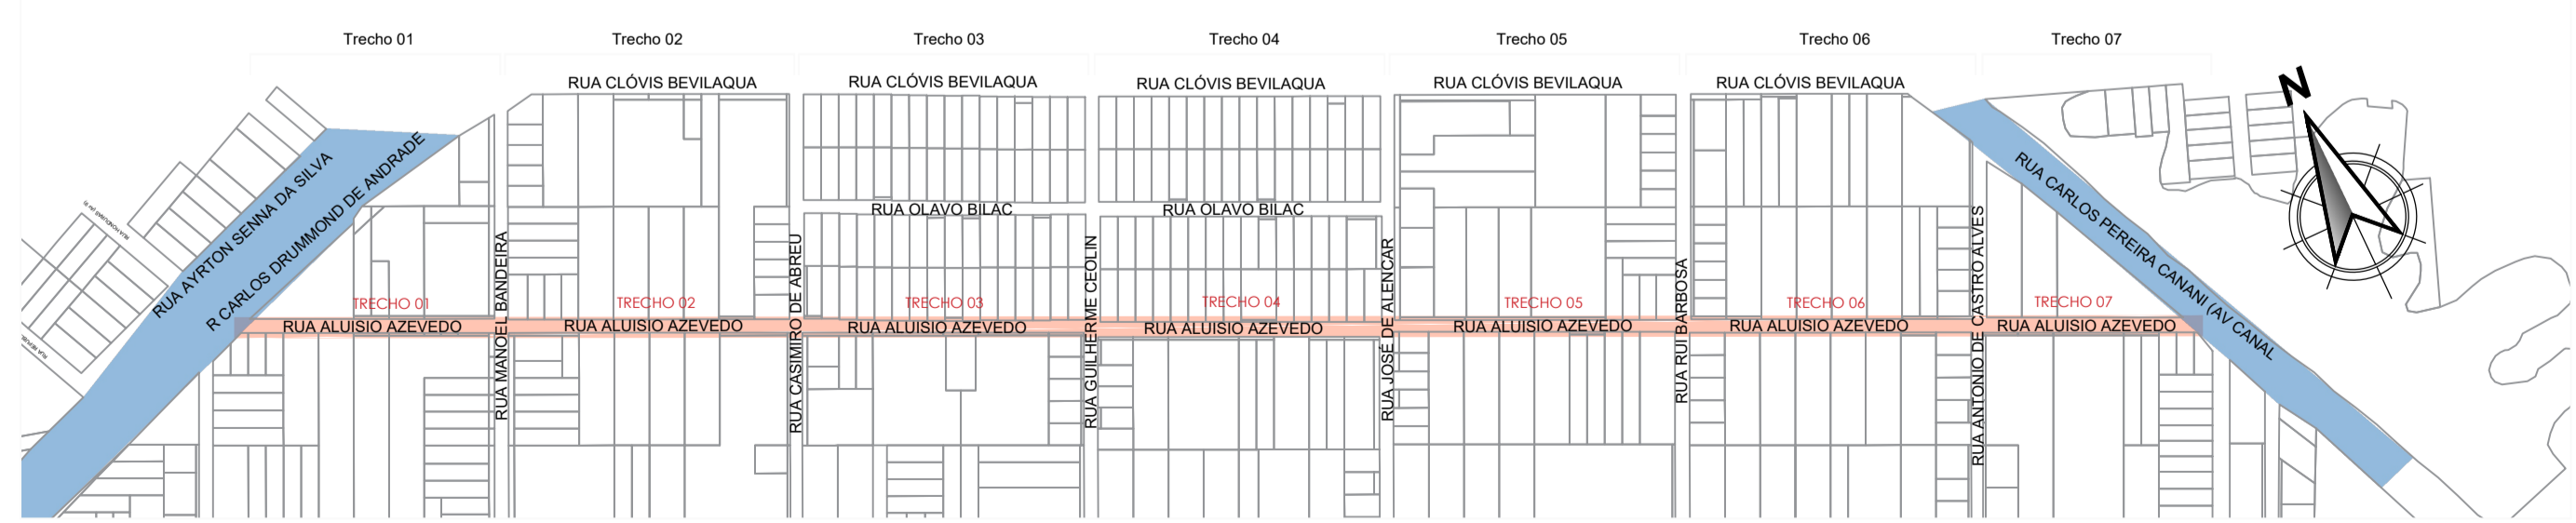 Trecho 01
Trecho 02
Trecho 03
Trecho 04
Trecho 05
Trecho 06
Trecho 07
RUA CLÓVIS BEVILAQUA
RUA CLÓVIS BEVILAQUA
RUA CLÓVIS BEVILAQUA
RUA CLÓVIS BEVILAQUA
RUA CLÓVIS BEVILAQUA
N
RUA AYRTON SENNA DA SILVA
R CARLOS DRUMMOND DE ANDRADE
RUA OLAVO BILAC
RUA OLAVO BILAC
RUA MANOEL BANDEIRA
RUA CASIMIRO DE ABREU
RUA GUILHERME CEOLIN
RUA JOSÉ DE ALENCAR
RUA RUI BARBOSA
RUA ANTONIO DE CASTRO ALVES
RUA CARLOS PEREIRA CANANI (AV CANAL
TRECHO 01
TRECHO 02
TRECHO 03
TRECHO 04
TRECHO 05
TRECHO 06
TRECHO 07
RUA ALUISIO AZEVEDO
RUA ALUISIO AZEVEDO
RUA ALUISIO AZEVEDO
RUA ALUISIO AZEVEDO
RUA ALUISIO AZEVEDO
RUA ALUISIO AZEVEDO
RUA ALUISIO AZEVEDO